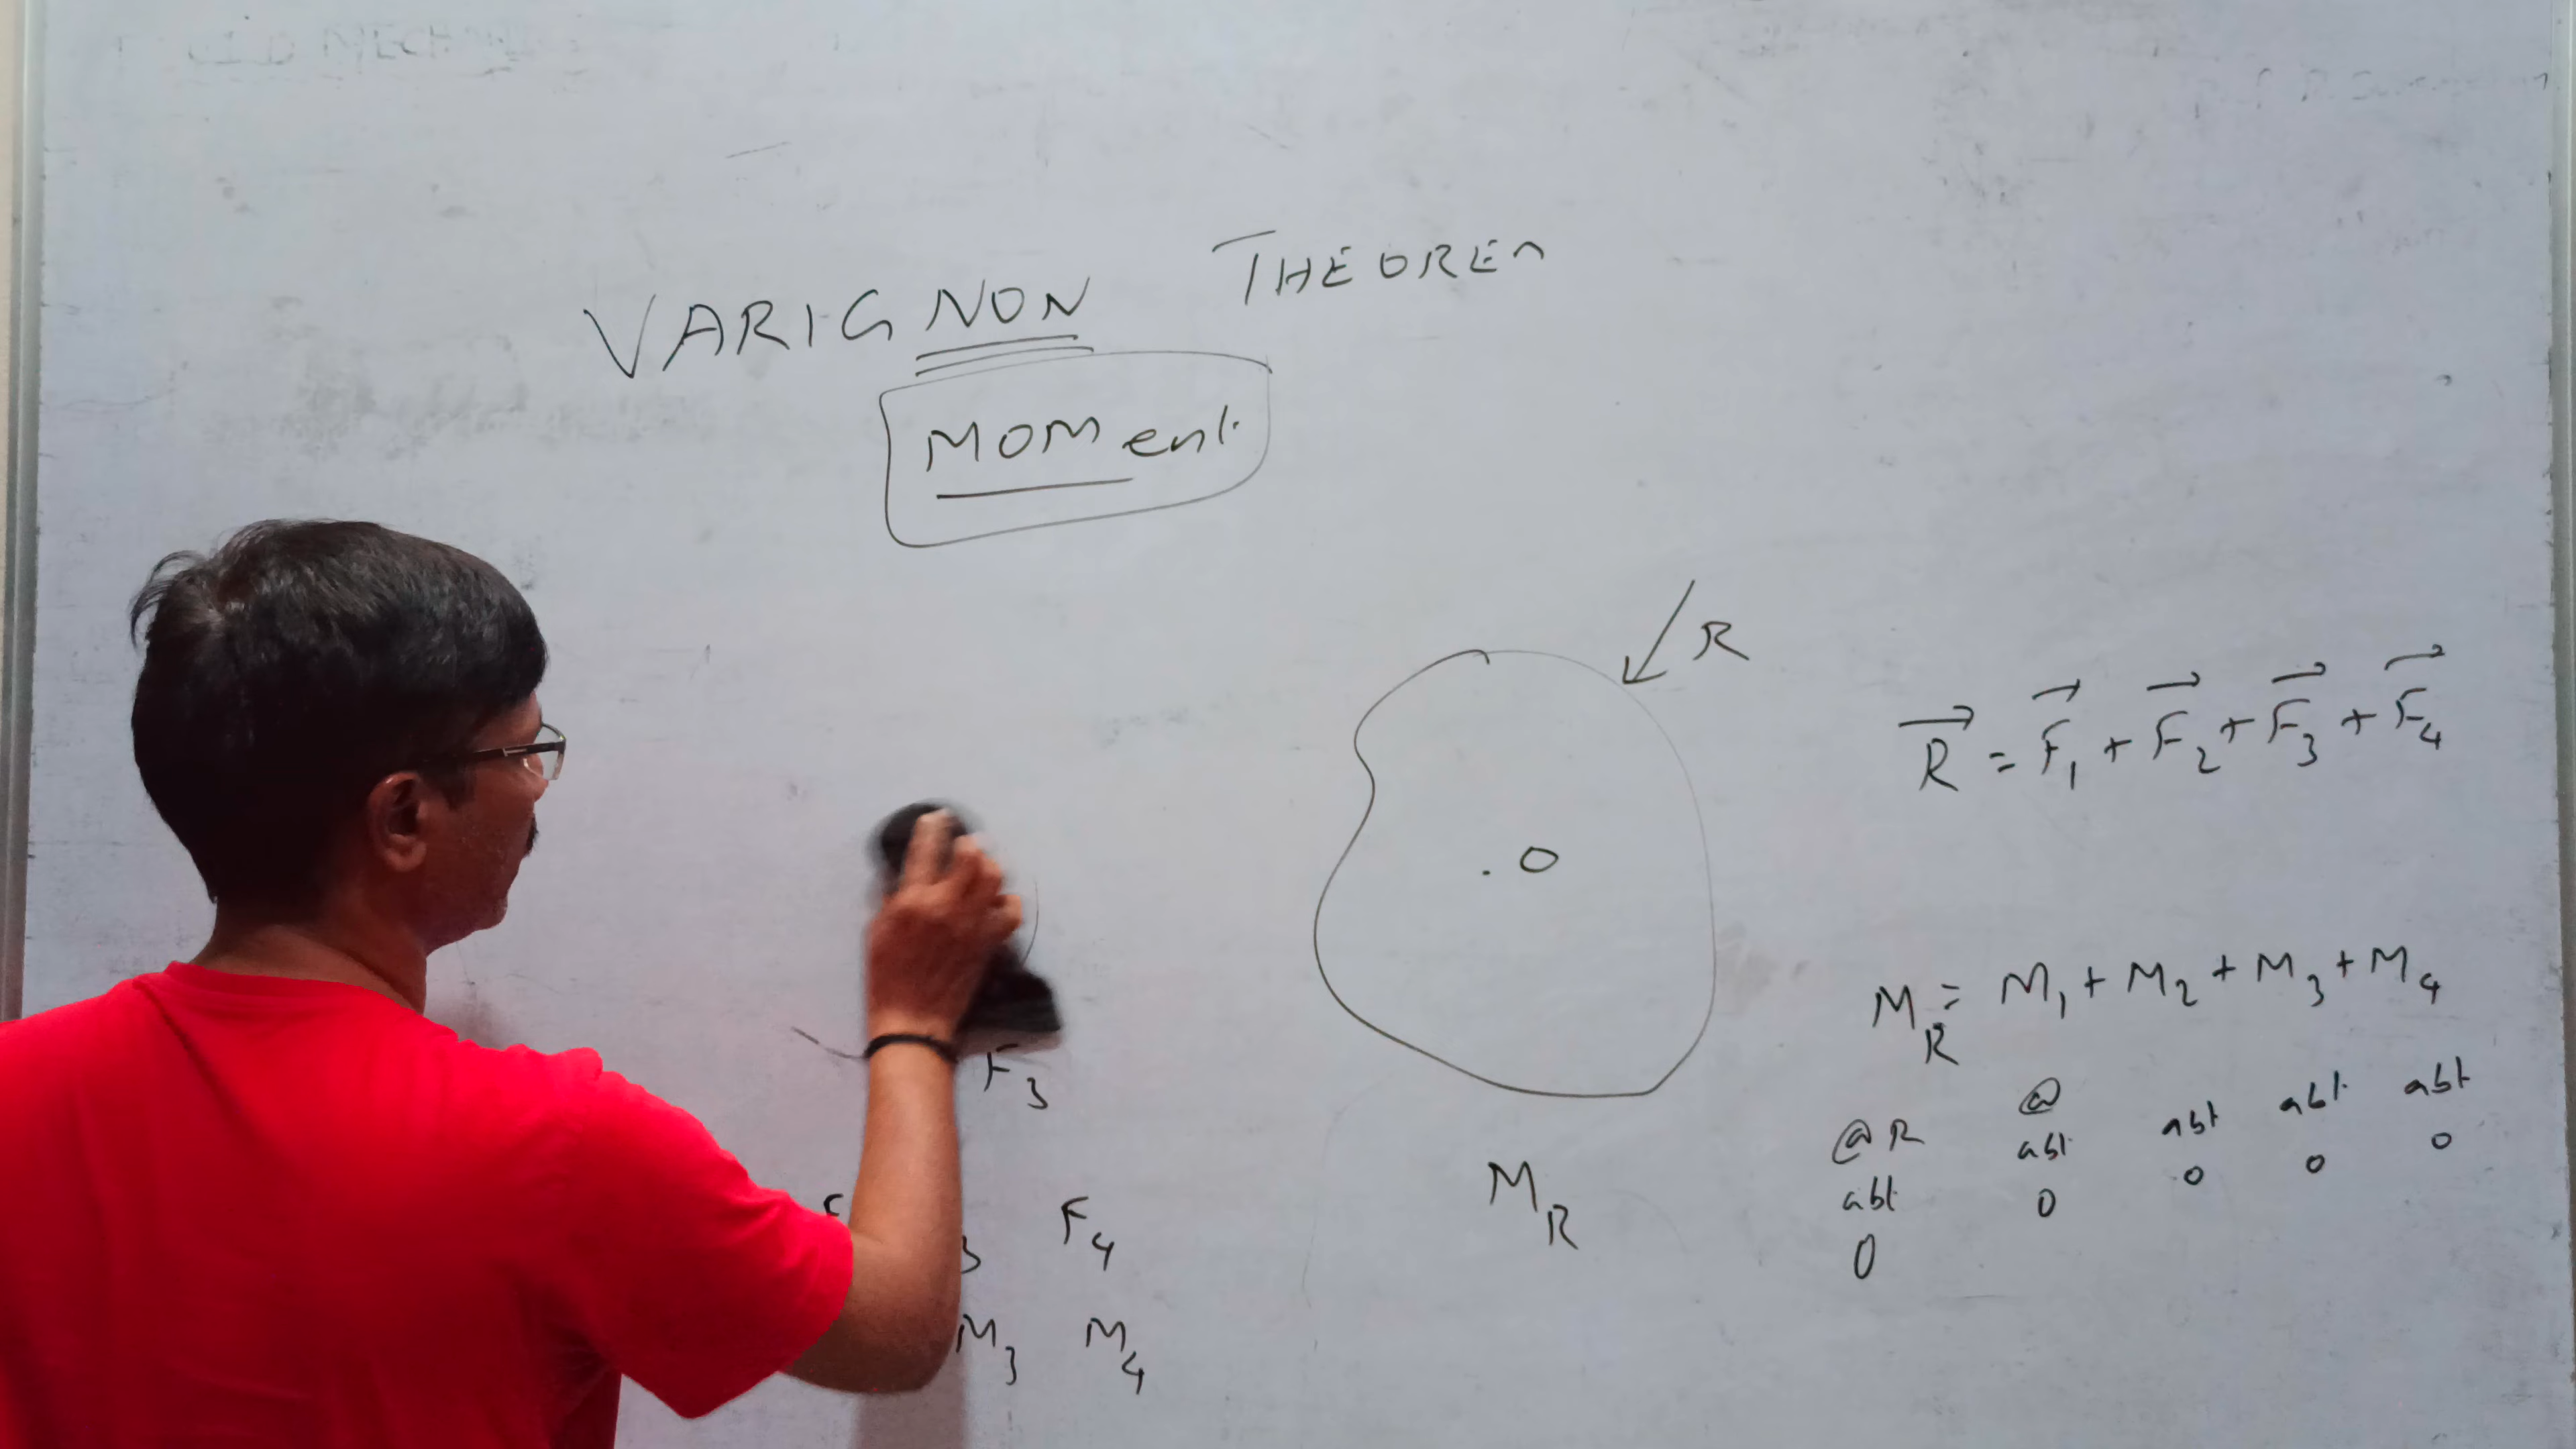 VARIGNON THEOREM
MOMent
R
R = F1 + F2 + F3 + F4
. O
MR = M1 + M2 + M3 + M4
F3
@ R @
abt abt abt abt abt
0 0 0 0 0
MR
F4
3
M3 M4